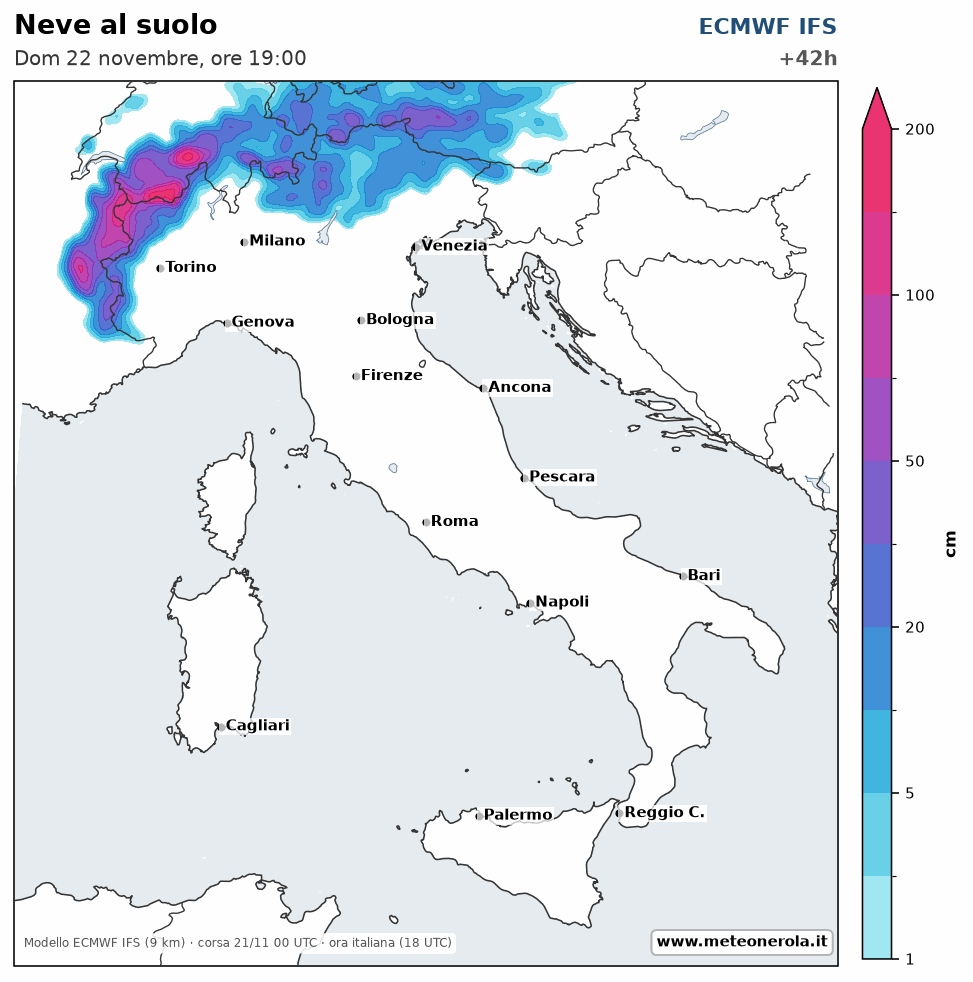 Neve al suolo
ECMWF IFS
Dom 22 novembre, ore 19:00
+42h
200
Milano
Venezia
Torino
100
Genova
Bologna
Firenze
Ancona
50
Pescara
Roma
cm
Bari
Napoli
20
Cagliari
5
Reggio C.
Palermo
Modello ECMWF IFS (9 km) · corsa 21/11 00 UTC · ora italiana (18 UTC)
www.meteonerola.it
1